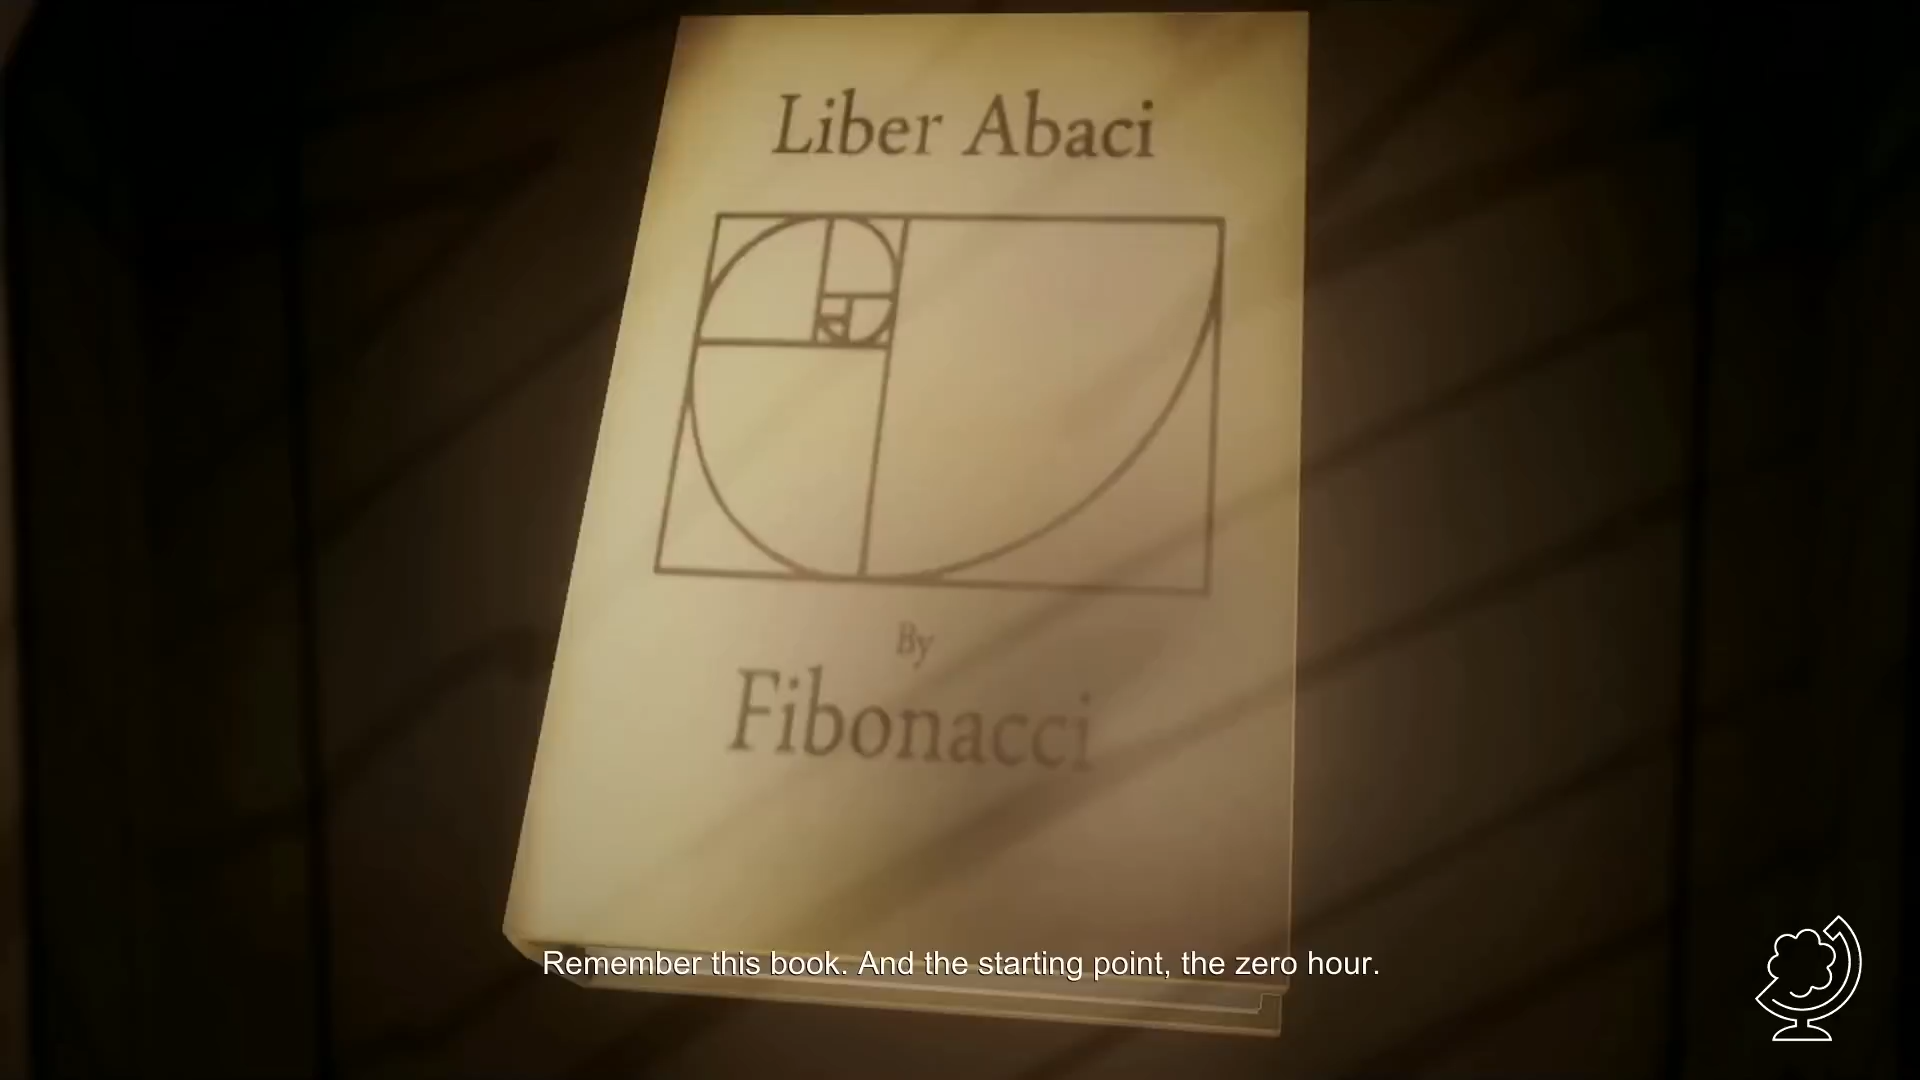 Liber Abaci
By
Fibonacci
Remember this book. And the starting point, the zero hour.